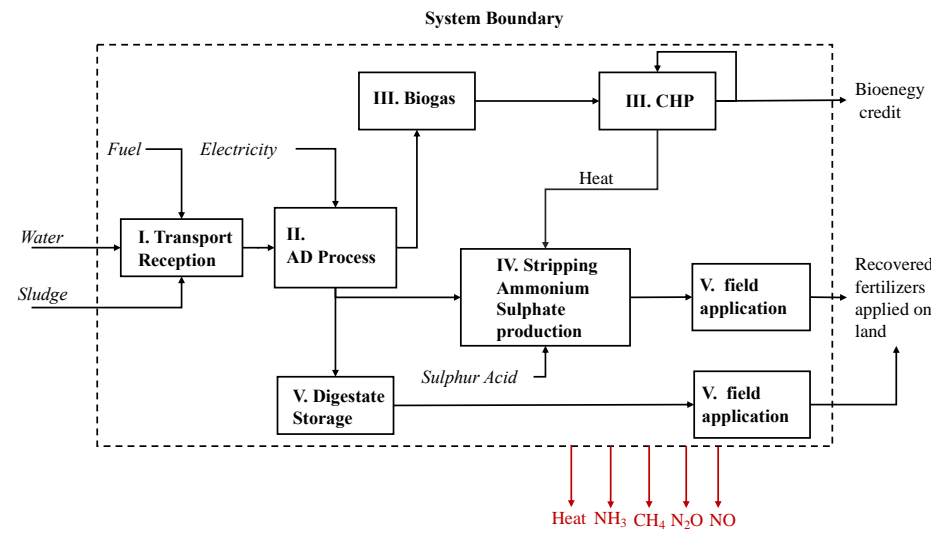 System Boundary
III. Biogas
III. CHP
Bioenegy
credit
Fuel
Electricity
Heat
Water
I. Transport
Reception
II.
AD Process
IV. Stripping
Ammonium
Sulphate
production
V. field
application
Recovered
fertilizers
applied on
land
Sludge
Sulphur Acid
V. Digestate
Storage
V. field
application
Heat NH₃ CH₄ N₂O NO